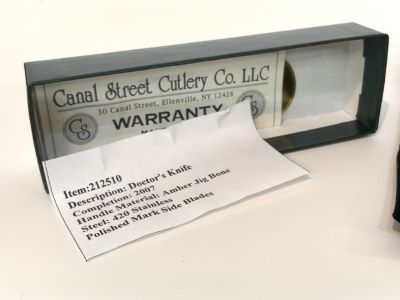 Canal Street Cutlery Co. LLC
30 Canal Street, Ellenville, NY 12428
CS WARRANTY CS
Item:212510
Description: Doctor's Knife
Completion: 2007
Handle Material: Amber Jig Bone
Steel: 420 Stainless
Polished Mark Side Blades